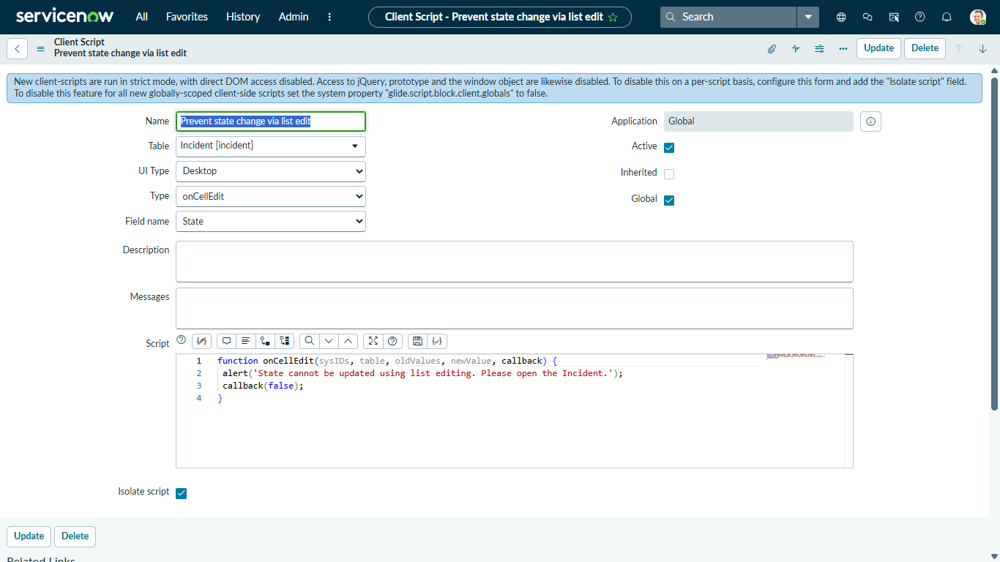 servicenow All Favorites History Admin Client Script - Prevent state change via list edit Search
Client Script
Prevent state change via list edit
Update Delete
New client-scripts are run in strict mode, with direct DOM access disabled. Access to jQuery, prototype and the window object are likewise disabled. To disable this on a per-script basis, configure this form and add the "Isolate script" field.
To disable this feature for all new globally-scoped client-side scripts set the system property "glide.script.block.client.globals" to false.
Name Prevent state change via list edit
Application Global
Table Incident [incident]
Active
UI Type Desktop
Inherited
Type onCellEdit
Global
Field name State
Description
Messages
Script
1 function onCellEdit(sysIDs, table, oldValues, newValue, callback) {
2 alert('State cannot be updated using list editing. Please open the Incident.');
3 callback(false);
4 }
Isolate script
Update Delete
Related Links